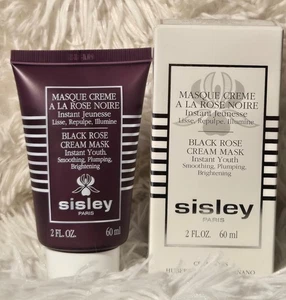 MASQUE CREME
A LA ROSE NOIRE
Instant Jeunesse
Lisse, Repulpe, Illumine
BLACK ROSE
CREAM MASK
Instant Youth
Smoothing, Plumping,
Brightening
sisley
PARIS
2 FL.OZ. 60 ml
MASQUE CREME
A LA ROSE NOIRE
Instant Jeunesse
Lisse, Repulpe, Illumine
BLACK ROSE
CREAM MASK
Instant Youth
Smoothing, Plumping,
Brightening
sisley
PARIS
2 FL.OZ. 60 ml